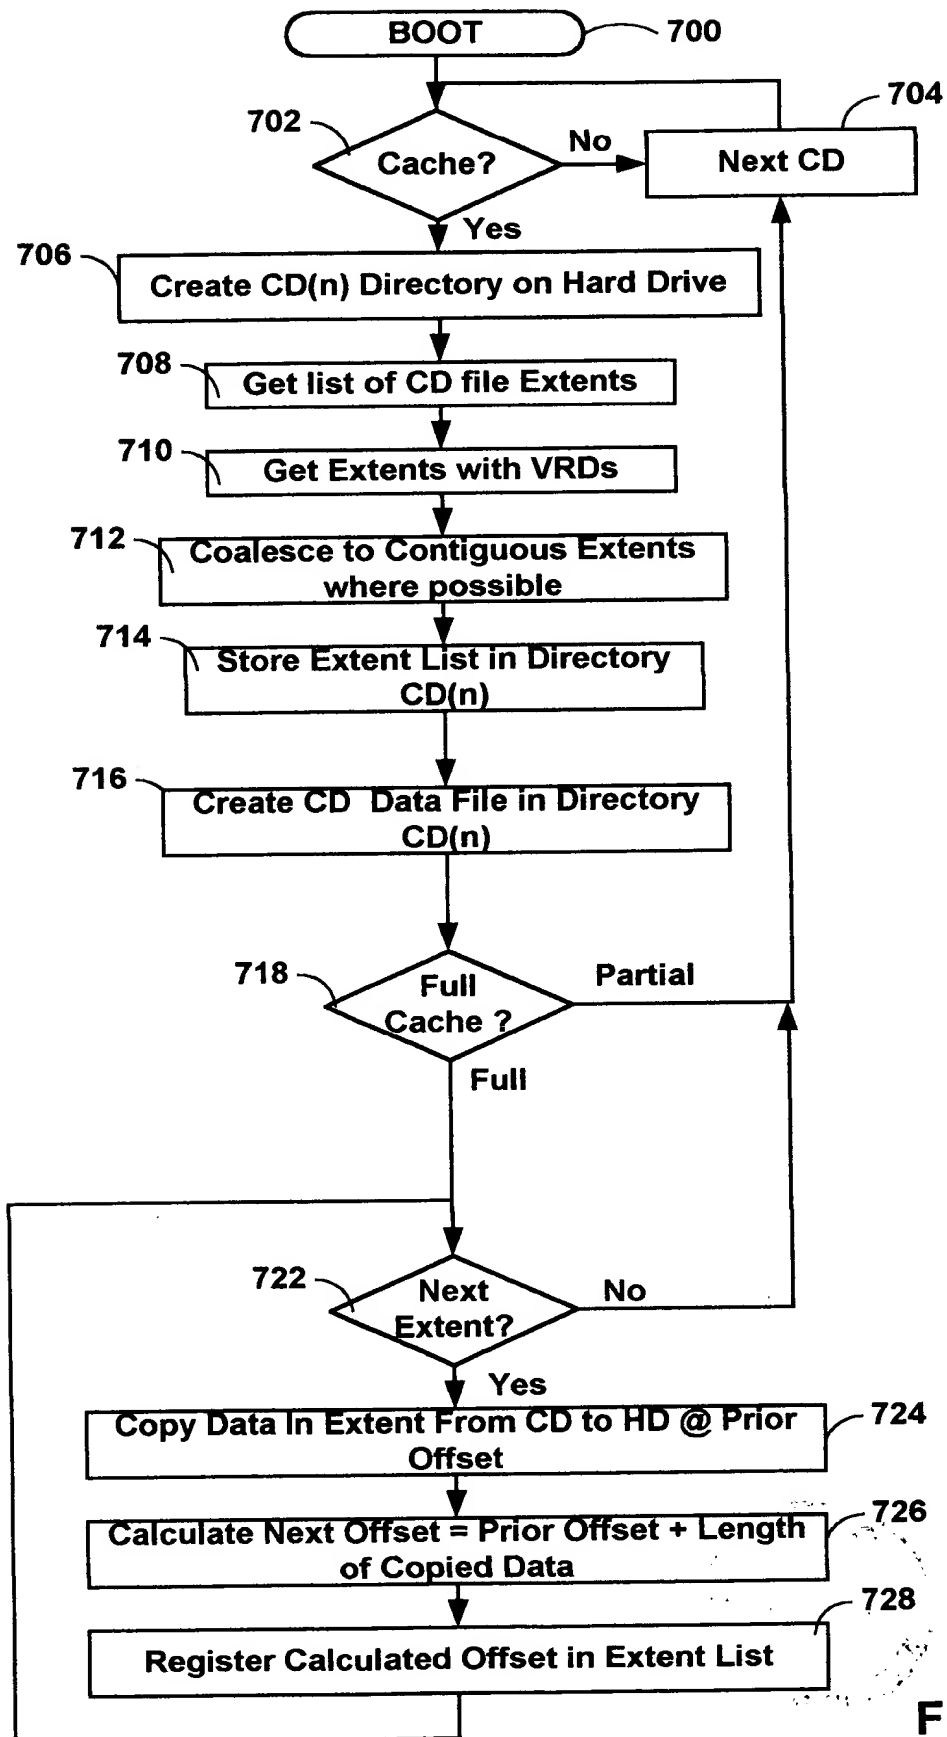 BOOT
700
704
702
Cache?
No
Next CD
Yes
706
Create CD(n) Directory on Hard Drive
708
Get list of CD file Extents
710
Get Extents with VRDs
712
Coalesce to Contiguous Extents
where possible
714
Store Extent List in Directory
CD(n)
716
Create CD Data File in Directory
CD(n)
718
Full
Cache ?
Partial
Full
722
Next
Extent?
No
Yes
Copy Data In Extent From CD to HD @ Prior
Offset
724
Calculate Next Offset = Prior Offset + Length
of Copied Data
726
728
Register Calculated Offset in Extent List
F